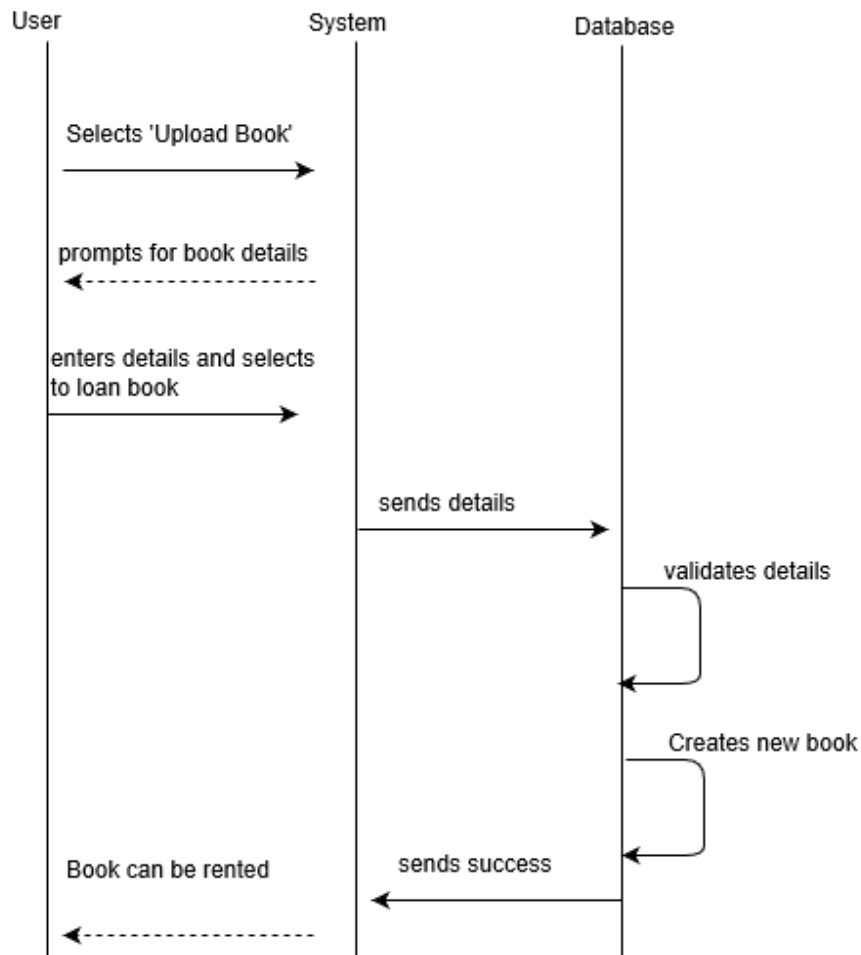 User
System
Database
Selects 'Upload Book'
prompts for book details
enters details and selects
to loan book
sends details
validates details
Creates new book
sends success
Book can be rented